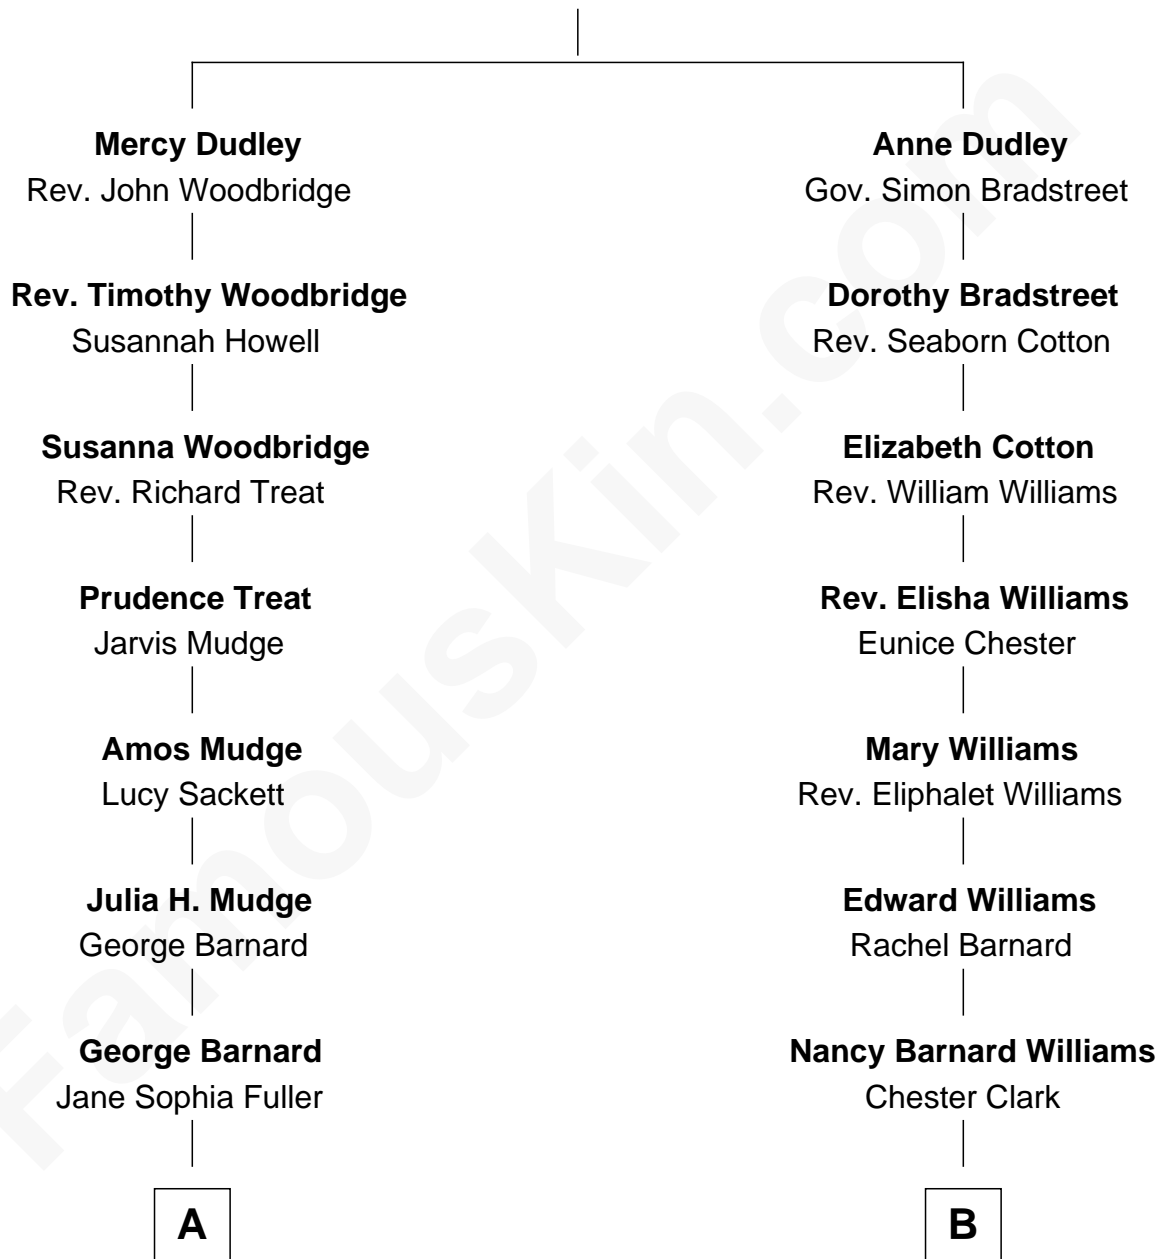 Mercy Dudley
Rev. John Woodbridge
Rev. Timothy Woodbridge
Susannah Howell
Susanna Woodbridge
Rev. Richard Treat
Prudence Treat
Jarvis Mudge
Amos Mudge
Lucy Sackett
Julia H. Mudge
George Barnard
George Barnard
Jane Sophia Fuller
A
Anne Dudley
Gov. Simon Bradstreet
Dorothy Bradstreet
Rev. Seaborn Cotton
Elizabeth Cotton
Rev. William Williams
Rev. Elisha Williams
Eunice Chester
Mary Williams
Rev. Eliphalet Williams
Edward Williams
Rachel Barnard
Nancy Barnard Williams
Chester Clark
B
FamousKin.com